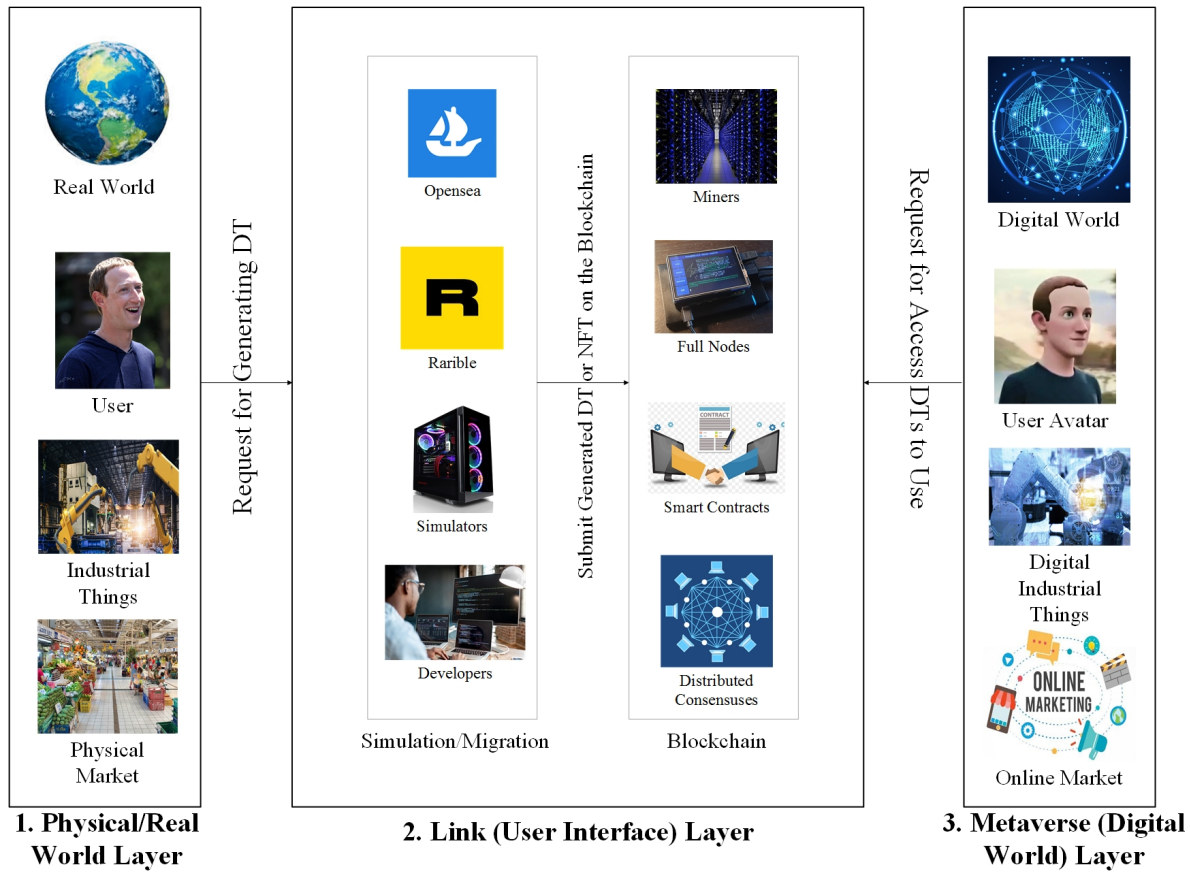 Real World
User
Industrial
Things
Physical
Market
1. Physical/Real
World Layer
Request for Generating DT
Opensea
R
Rarible
Simulators
Developers
Simulation/Migration
Submit Generated DT or NFT on the Blockchain
Miners
Full Nodes
CONTRACT
Smart Contracts
Distributed
Consensuses
Blockchain
2. Link (User Interface) Layer
Request for Access DTs to Use
Digital World
User Avatar
Digital
Industrial
Things
ONLINE
MARKETING
Online Market
3. Metaverse (Digital
World) Layer